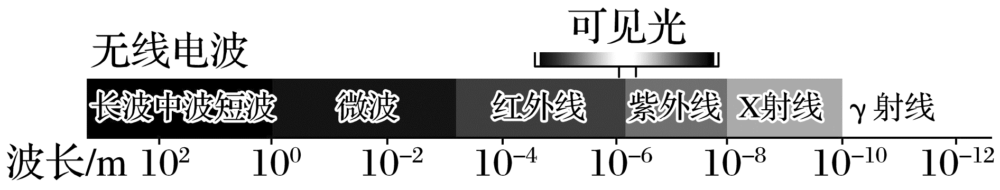 可见光
无线电波
长波中波短波 微波 红外线 紫外线 X射线 γ射线
波长/m 10² 10⁰ 10⁻² 10⁻⁴ 10⁻⁶ 10⁻⁸ 10⁻¹⁰ 10⁻¹²